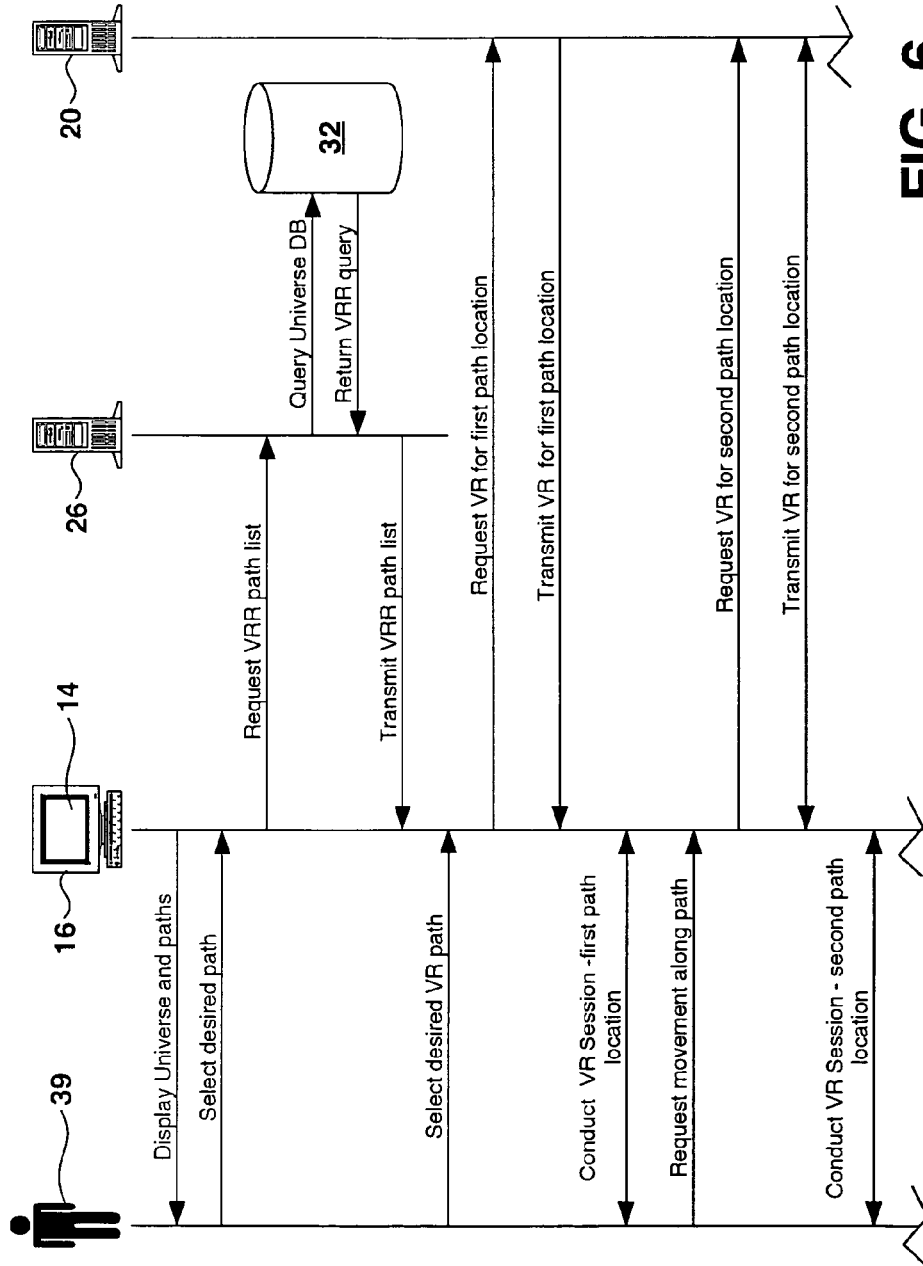 39
16
14
26
20
32
Display Universe and paths
Select desired path
Request VRR path list
Query Universe DB
Return VRR query
Transmit VRR path list
Select desired VR path
Request VR for first path location
Transmit VR for first path location
Conduct VR Session -first path
location
Request movement along path
Request VR for second path location
Transmit VR for second path location
Conduct VR Session - second path
location
FIG. 6